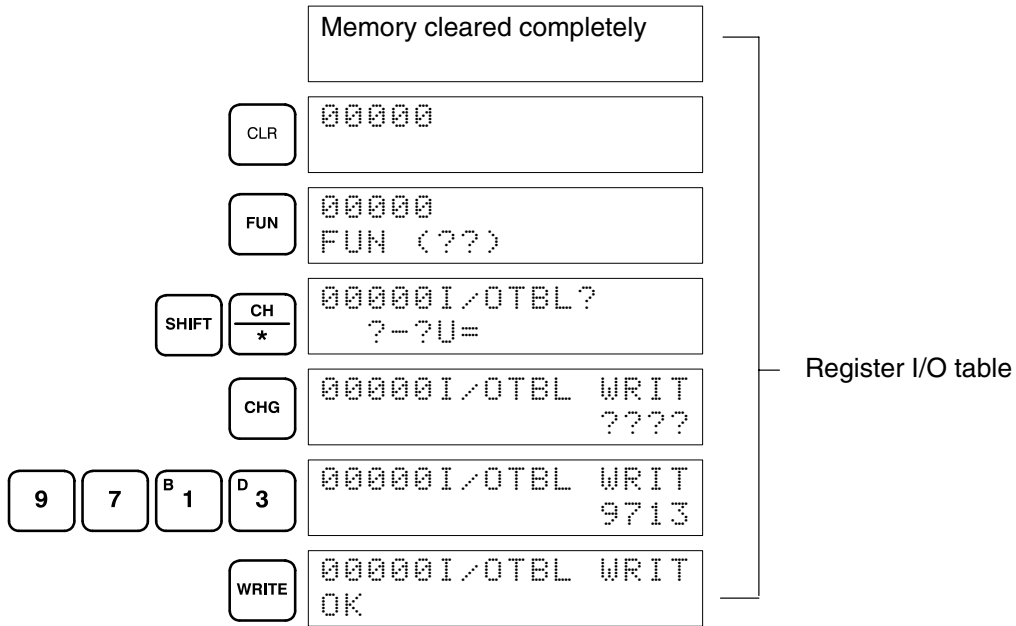 Memory cleared completely
CLR
00000
FUN
00000
FUN (??)
SHIFT
CH
*
00000I/OTBL?
?-?U=
Register I/O table
CHG
00000I/OTBL WRIT
????
9 7 B 1 D 3
00000I/OTBL WRIT
9713
WRITE
00000I/OTBL WRIT
OK